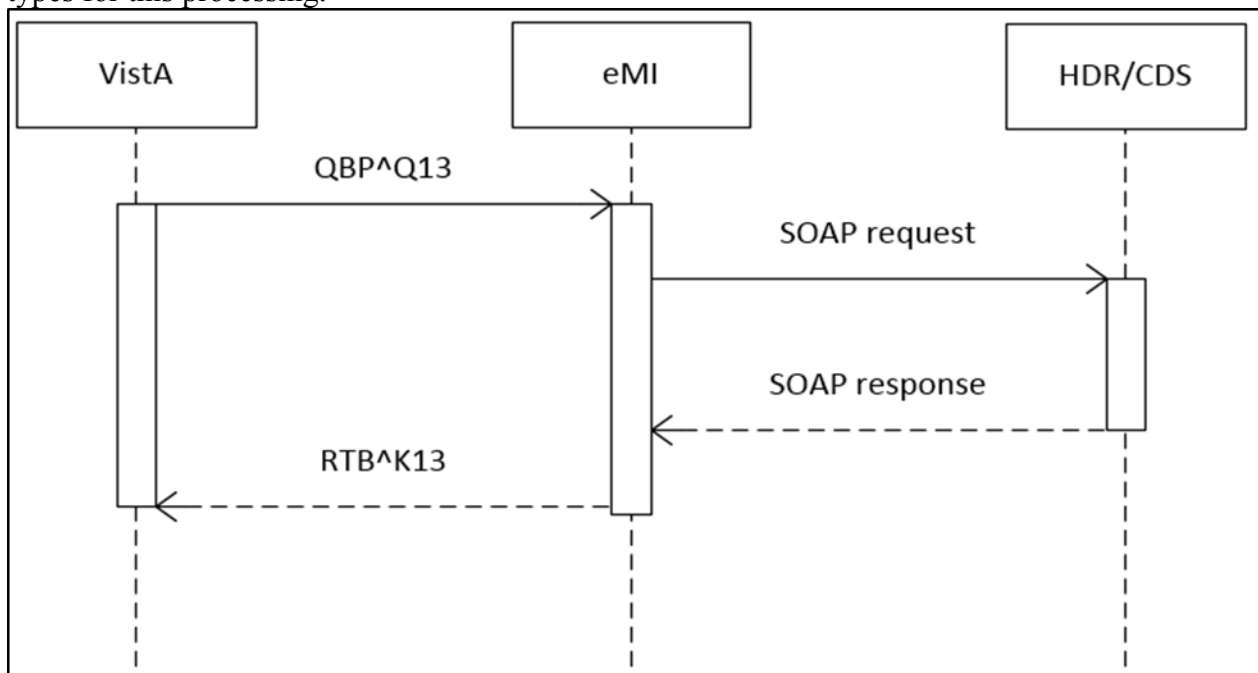 types for this processing.
VistA
eMI
HDR/CDS
QBP^Q13
SOAP request
SOAP response
RTB^K13